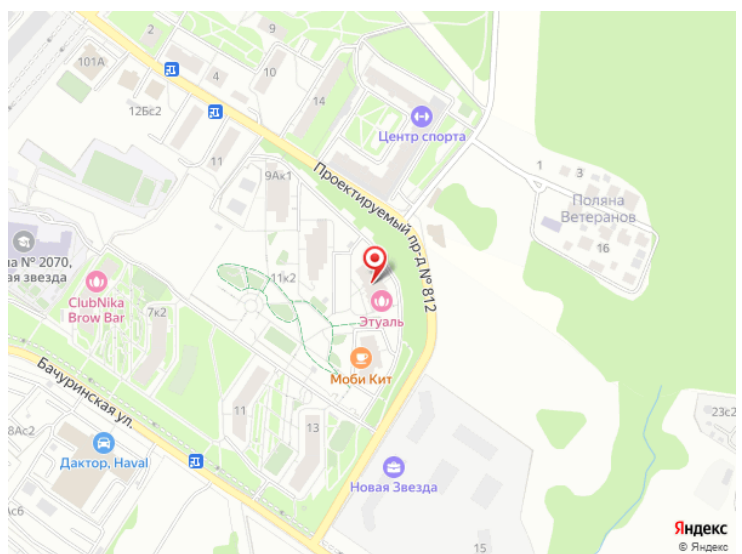 9
101А
4
10
12Бс2
14
Центр спорта
11
9Ак1
1
3
Проектируемый пр-д № 812
Поляна
Ветеранов
16
а № 2070,
ая звезда
11к2
ClubNika
Brow Bar
7к2
Этуаль
Моби Кит
Бачуринская ул.
11
13
23с2
8Ас2
Дактор, Haval
Новая Звезда
Ас6
15
Яндекс
© Яндекс